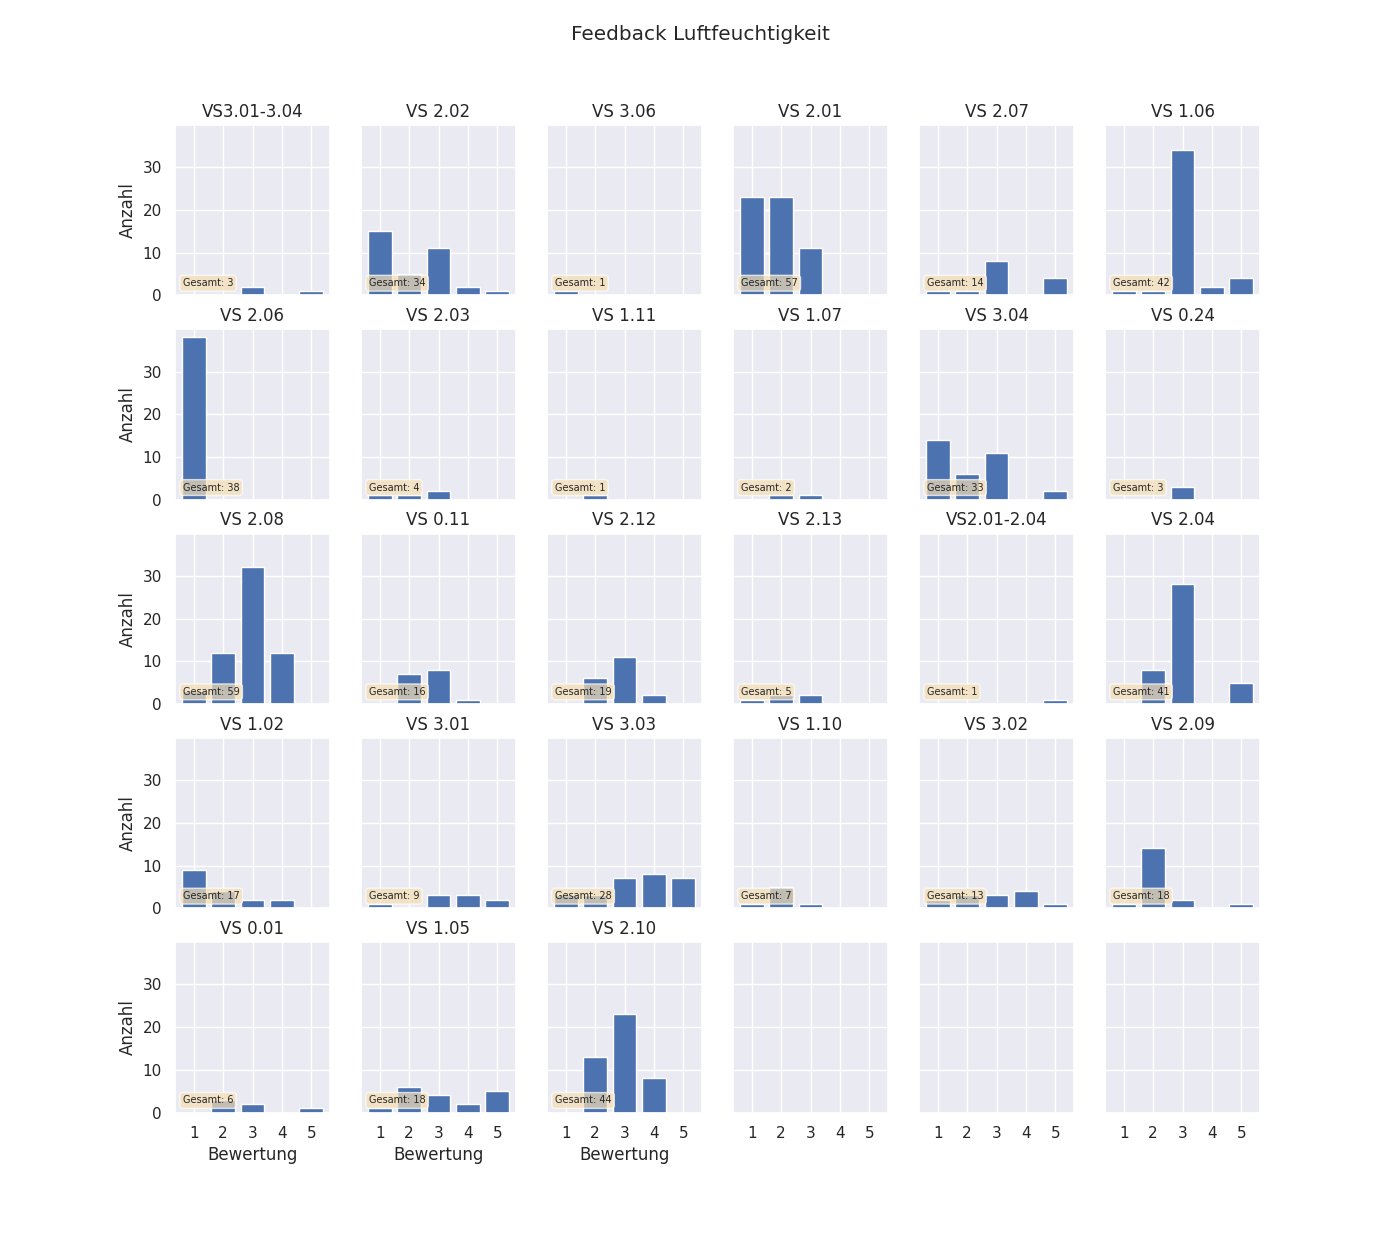 Feedback Luftfeuchtigkeit
VS3.01-3.04 VS 2.02 VS 3.06 VS 2.01 VS 2.07 VS 1.06
Anzahl
30
20
10
0
Gesamt: 3 Gesamt: 34 Gesamt: 1 Gesamt: 57 Gesamt: 14 Gesamt: 42
VS 2.06 VS 2.03 VS 1.11 VS 1.07 VS 3.04 VS 0.24
Anzahl
30
20
10
0
Gesamt: 38 Gesamt: 4 Gesamt: 1 Gesamt: 2 Gesamt: 33 Gesamt: 3
VS 2.08 VS 0.11 VS 2.12 VS 2.13 VS2.01-2.04 VS 2.04
Anzahl
30
20
10
0
Gesamt: 59 Gesamt: 16 Gesamt: 19 Gesamt: 5 Gesamt: 1 Gesamt: 41
VS 1.02 VS 3.01 VS 3.03 VS 1.10 VS 3.02 VS 2.09
Anzahl
30
20
10
0
Gesamt: 17 Gesamt: 9 Gesamt: 28 Gesamt: 7 Gesamt: 13 Gesamt: 18
VS 0.01 VS 1.05 VS 2.10
Anzahl
30
20
10
0
Gesamt: 6 Gesamt: 18 Gesamt: 44
1 2 3 4 5 1 2 3 4 5 1 2 3 4 5 1 2 3 4 5 1 2 3 4 5 1 2 3 4 5
Bewertung Bewertung Bewertung